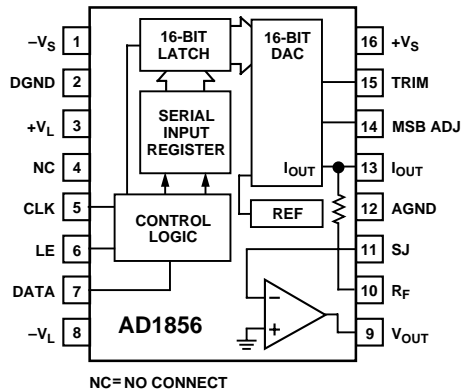 –VS 1
DGND 2
+VL 3
NC 4
CLK 5
LE 6
DATA 7
–VL 8
16-BIT
LATCH
SERIAL
INPUT
REGISTER
CONTROL
LOGIC
16-BIT
DAC
IOUT
REF
–
+
AD1856
16 +VS
15 TRIM
14 MSB ADJ
13 IOUT
12 AGND
11 SJ
10 RF
9 VOUT
NC= NO CONNECT